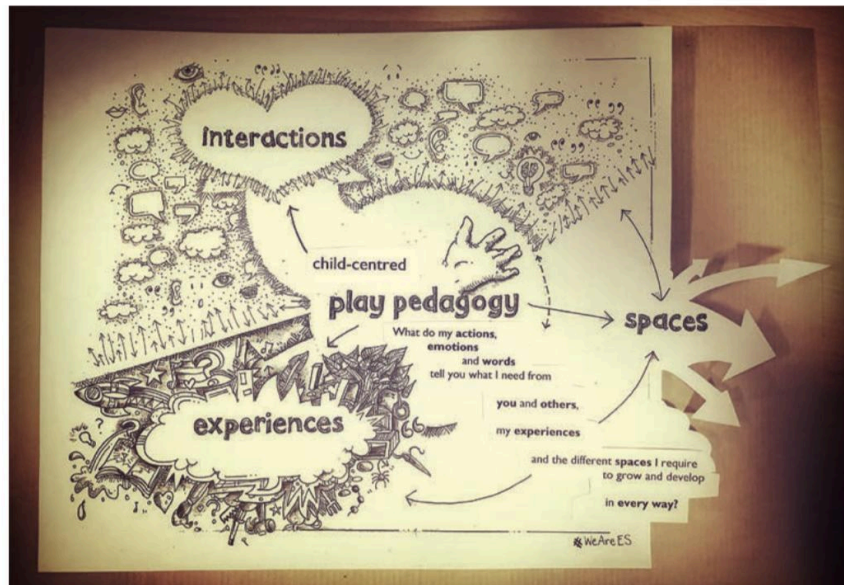 interactions
child-centred
play pedagogy
spaces
What do my actions,
emotions
and words
tell you what I need from
you and others,
my experiences
and the different spaces I require
to grow and develop
in every way?
experiences
#WeAreES